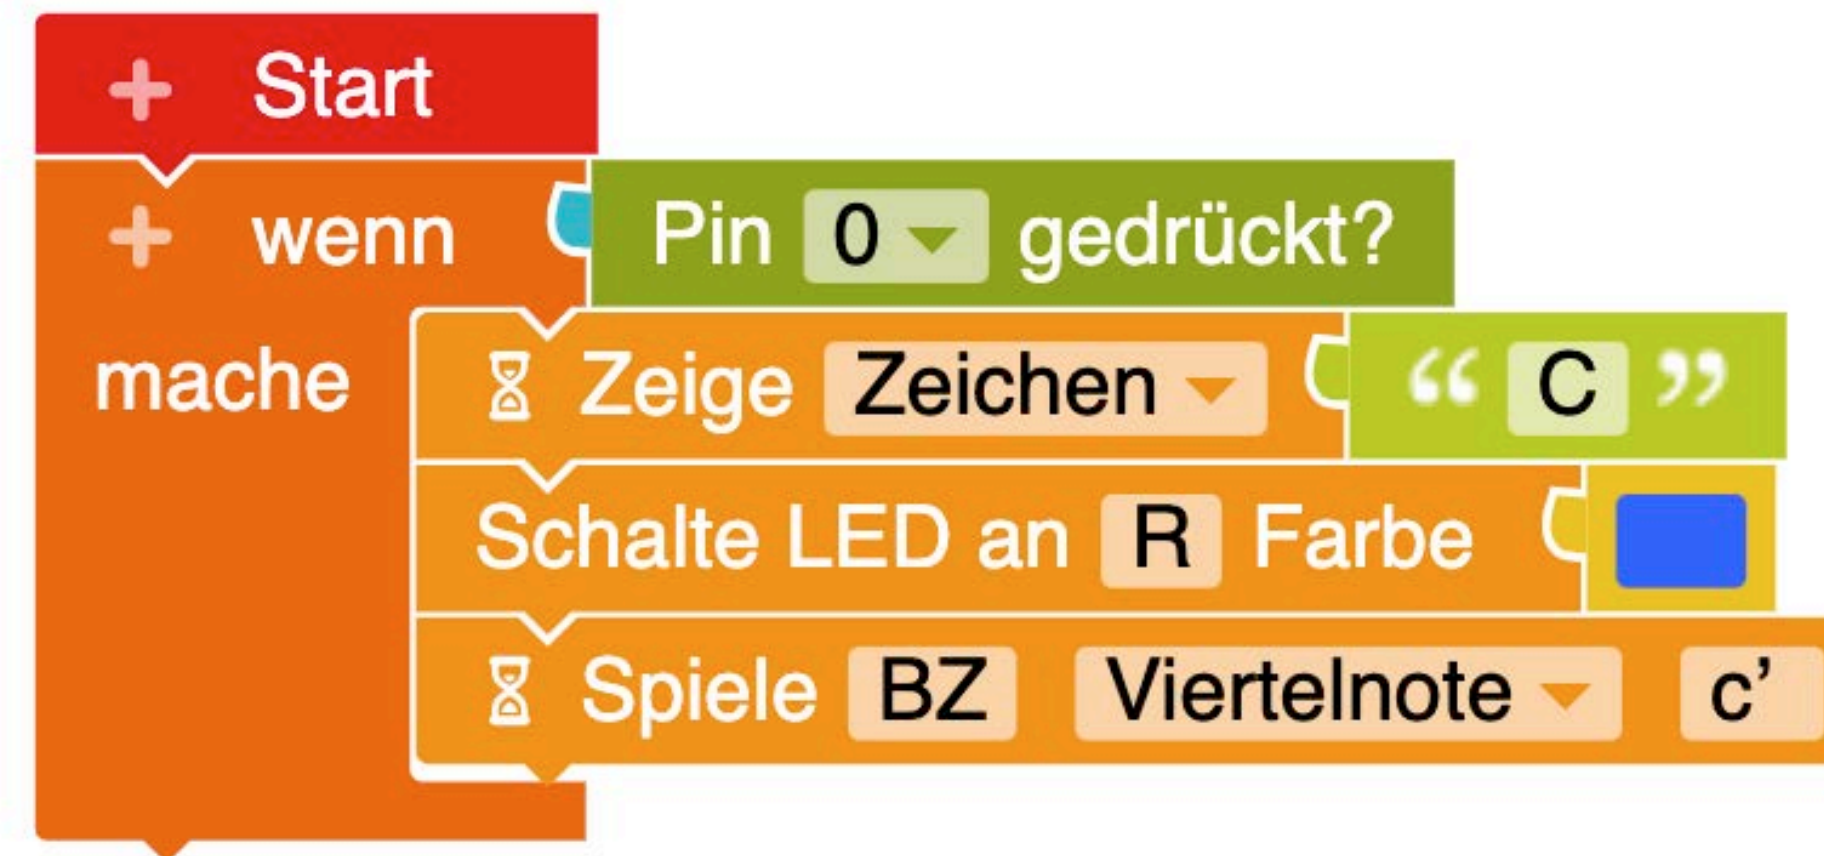 + Start
+ wenn Pin 0 gedrückt?
mache Zeige Zeichen “ C ”
Schalte LED an R Farbe
Spiele BZ Viertelnote c’